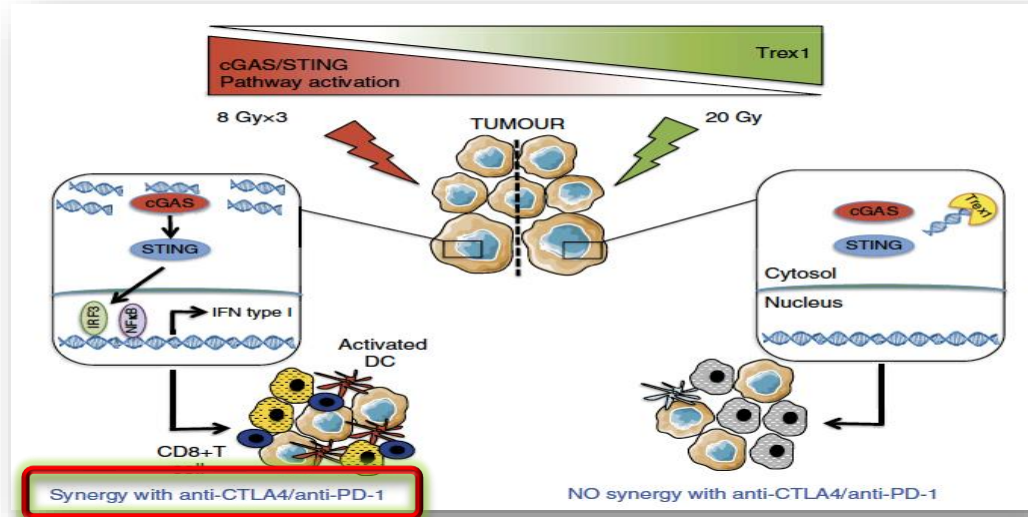 Trex1
cGAS/STING
Pathway activation
8 Gy×3
TUMOUR
20 Gy
cGAS
STING
IRF3
NFκB
IFN type I
cGAS
Trex1
STING
Cytosol
Nucleus
Activated
DC
CD8+T
Synergy with anti-CTLA4/anti-PD-1
NO synergy with anti-CTLA4/anti-PD-1